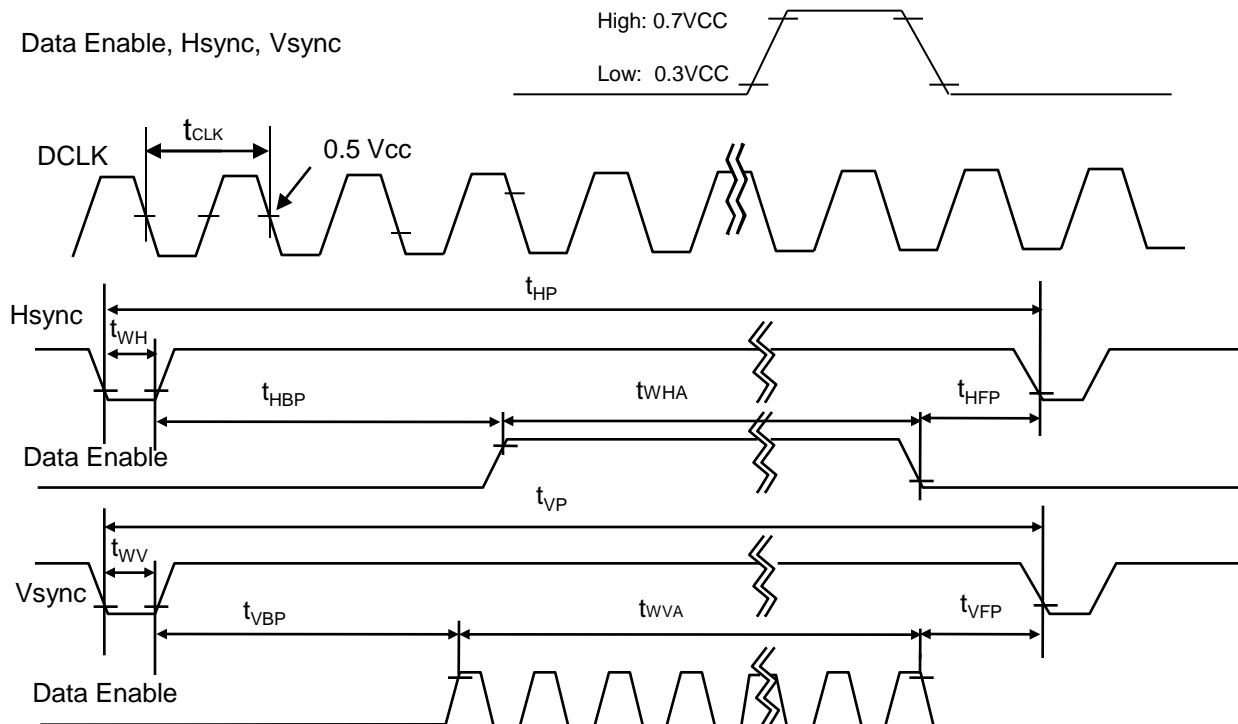 High: 0.7VCC
Data Enable, Hsync, Vsync
Low: 0.3VCC
tCLK
DCLK
0.5 Vcc
tHP
Hsync
tWH
tHBP
tWHA
tHFP
Data Enable
tVP
tWV
Vsync
tVBP
tWVA
tVFP
Data Enable